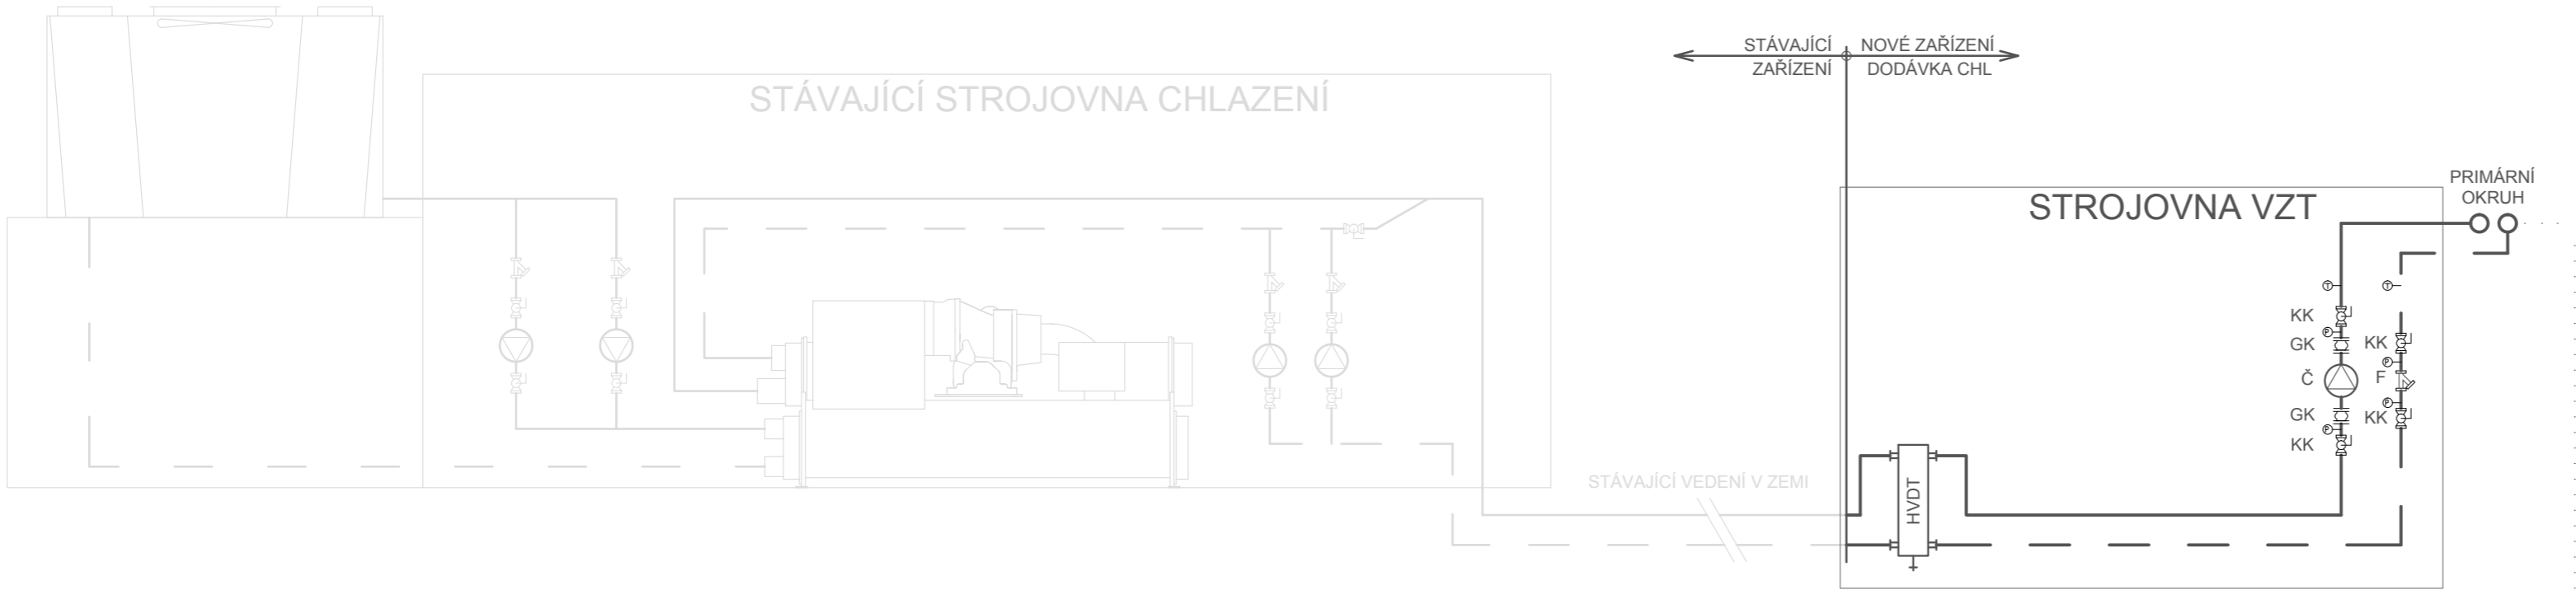 STÁVAJÍCÍ
ZAŘÍZENÍ
NOVÉ ZAŘÍZENÍ
DODÁVKA CHL
STÁVAJÍCÍ STROJOVNA CHLAZENÍ
PRIMÁRNÍ
OKRUH
STROJOVNA VZT
T
T
KK
P
GK
KK
P
Č
F
P
GK
KK
P
KK
STÁVAJÍCÍ VEDENÍ V ZEMI
HVDT